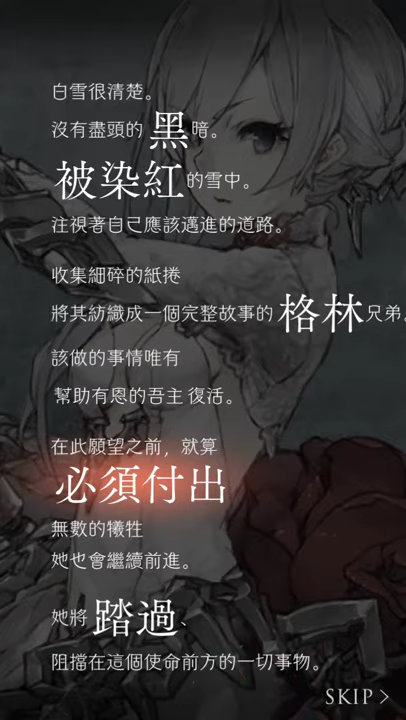 白雪很清楚。
沒有盡頭的 黑暗。
被染紅的雪中。
注視著自己應該邁進的道路。
收集細碎的紙捲
將其紡織成一個完整故事的 格林兄弟。
該做的事情唯有
幫助有恩的吾主 復活。
在此願望之前，就算
必須付出
無數的犧牲
她也會繼續前進。
她將 踏過、
阻擋在這個使命前方的一切事物。
SKIP >